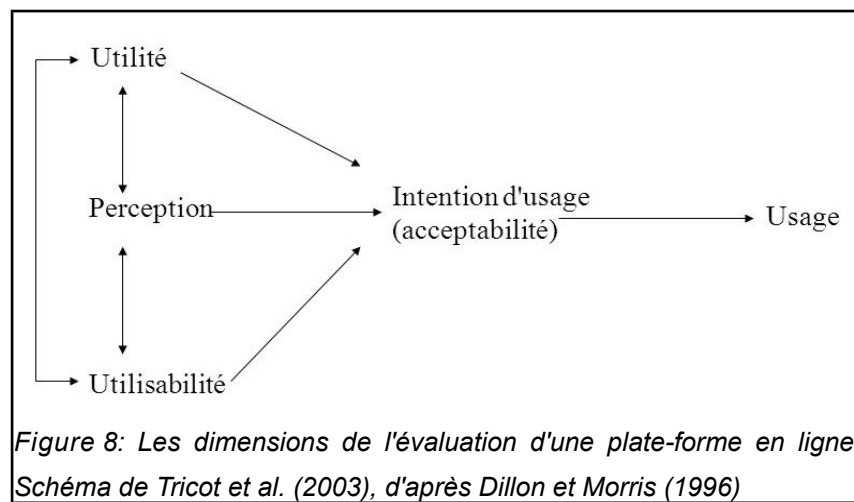 Utilité
Perception
Intention d'usage
(acceptabilité)
Usage
Utilisabilité
Figure 8: Les dimensions de l'évaluation d'une plate-forme en ligne
Schéma de Tricot et al. (2003), d'après Dillon et Morris (1996)